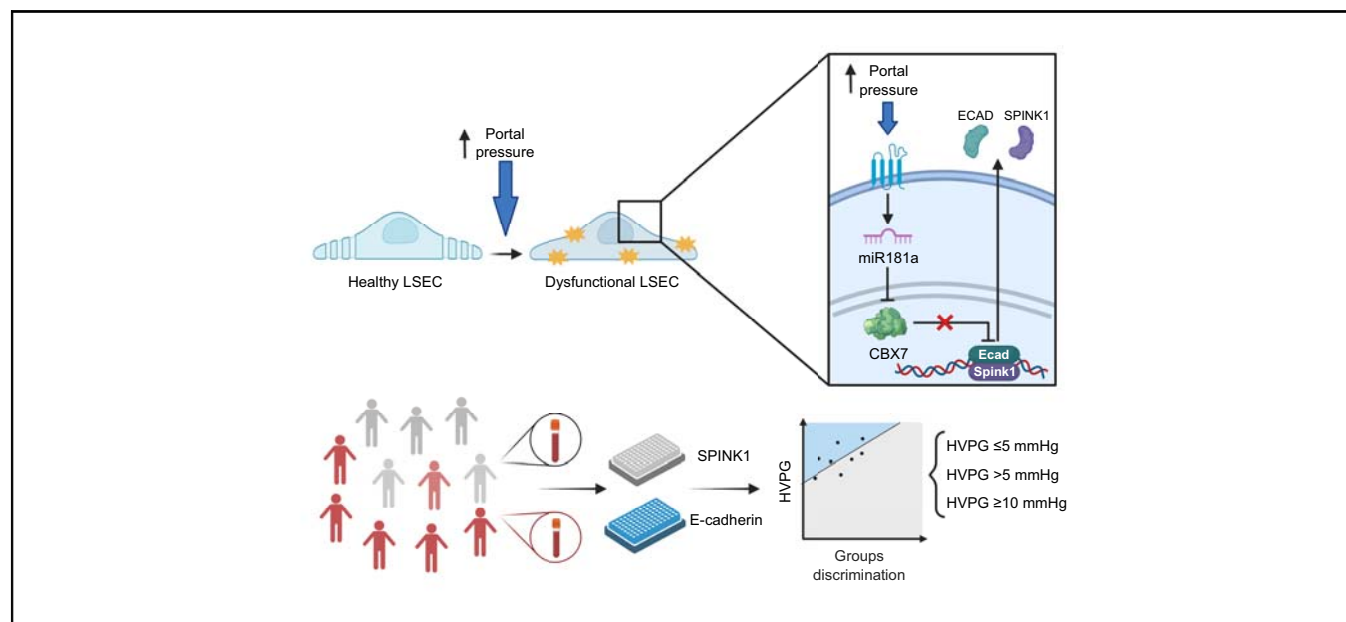 Portal
pressure
Healthy LSEC
Dysfunctional LSEC
Portal
pressure
ECAD
SPINK1
miR181a
CBX7
Ecad
Spink1
SPINK1
E-cadherin
HVPG
Groups
discrimination
HVPG ≤5 mmHg
HVPG >5 mmHg
HVPG ≥10 mmHg